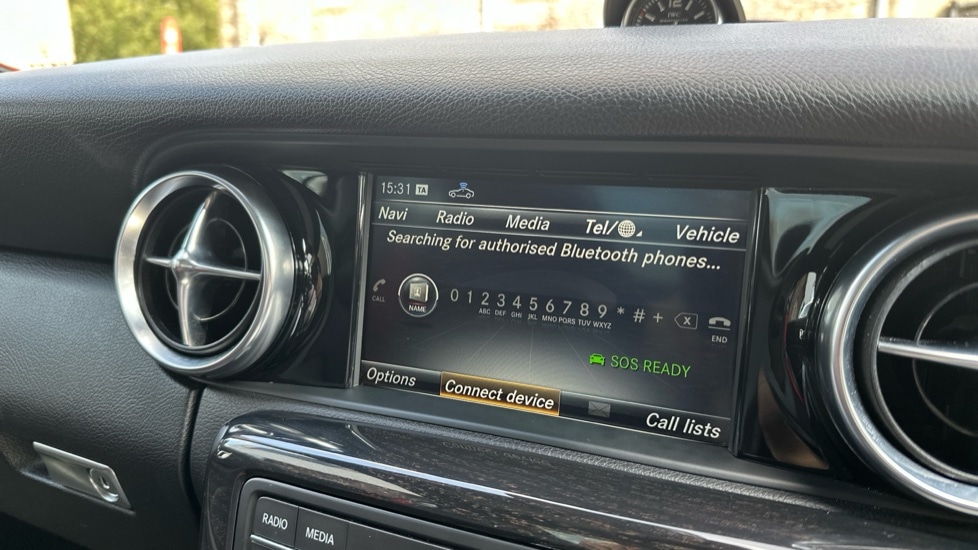 IWC
15:31 TA
Navi Radio Media Tel/ Vehicle
Searching for authorised Bluetooth phones...
CALL NAME 0 1 2 3 4 5 6 7 8 9 * # + END
ABC DEF GHI JKL MNO PQRS TUV WXYZ
SOS READY
Options Connect device Call lists
RADIO MEDIA